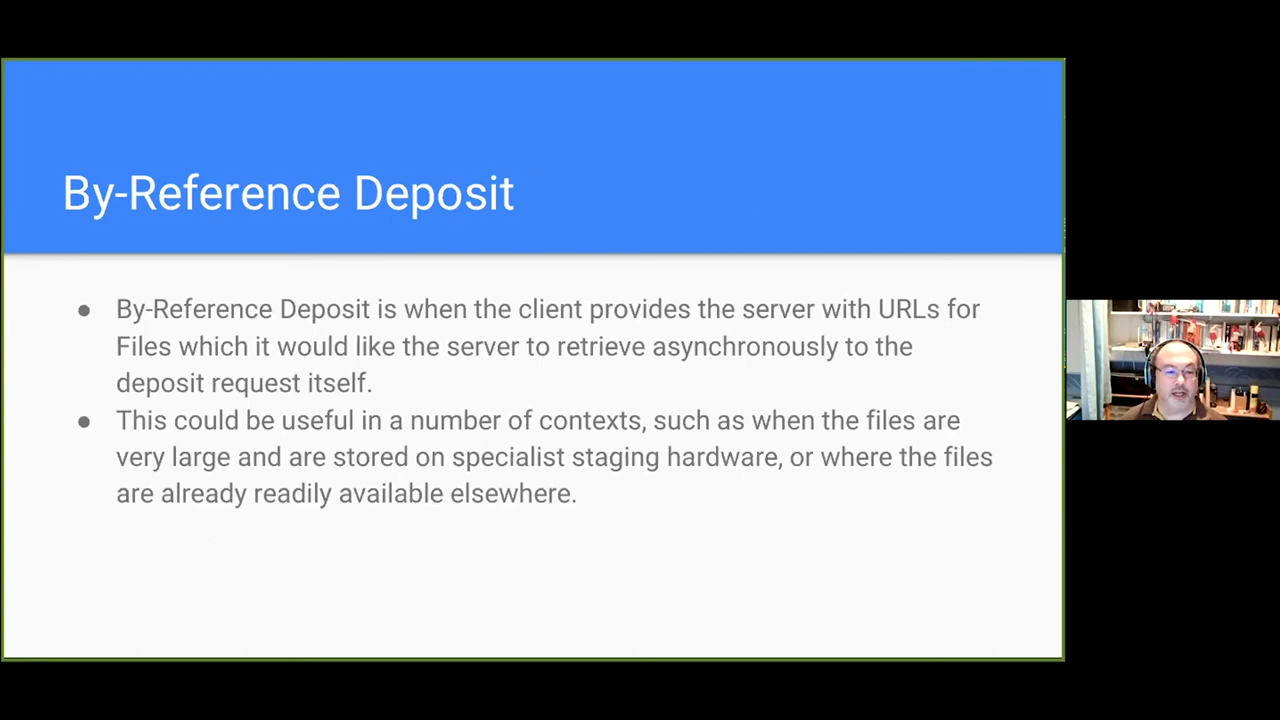 By-Reference Deposit
● By-Reference Deposit is when the client provides the server with URLs for
Files which it would like the server to retrieve asynchronously to the
deposit request itself.
● This could be useful in a number of contexts, such as when the files are
very large and are stored on specialist staging hardware, or where the files
are already readily available elsewhere.